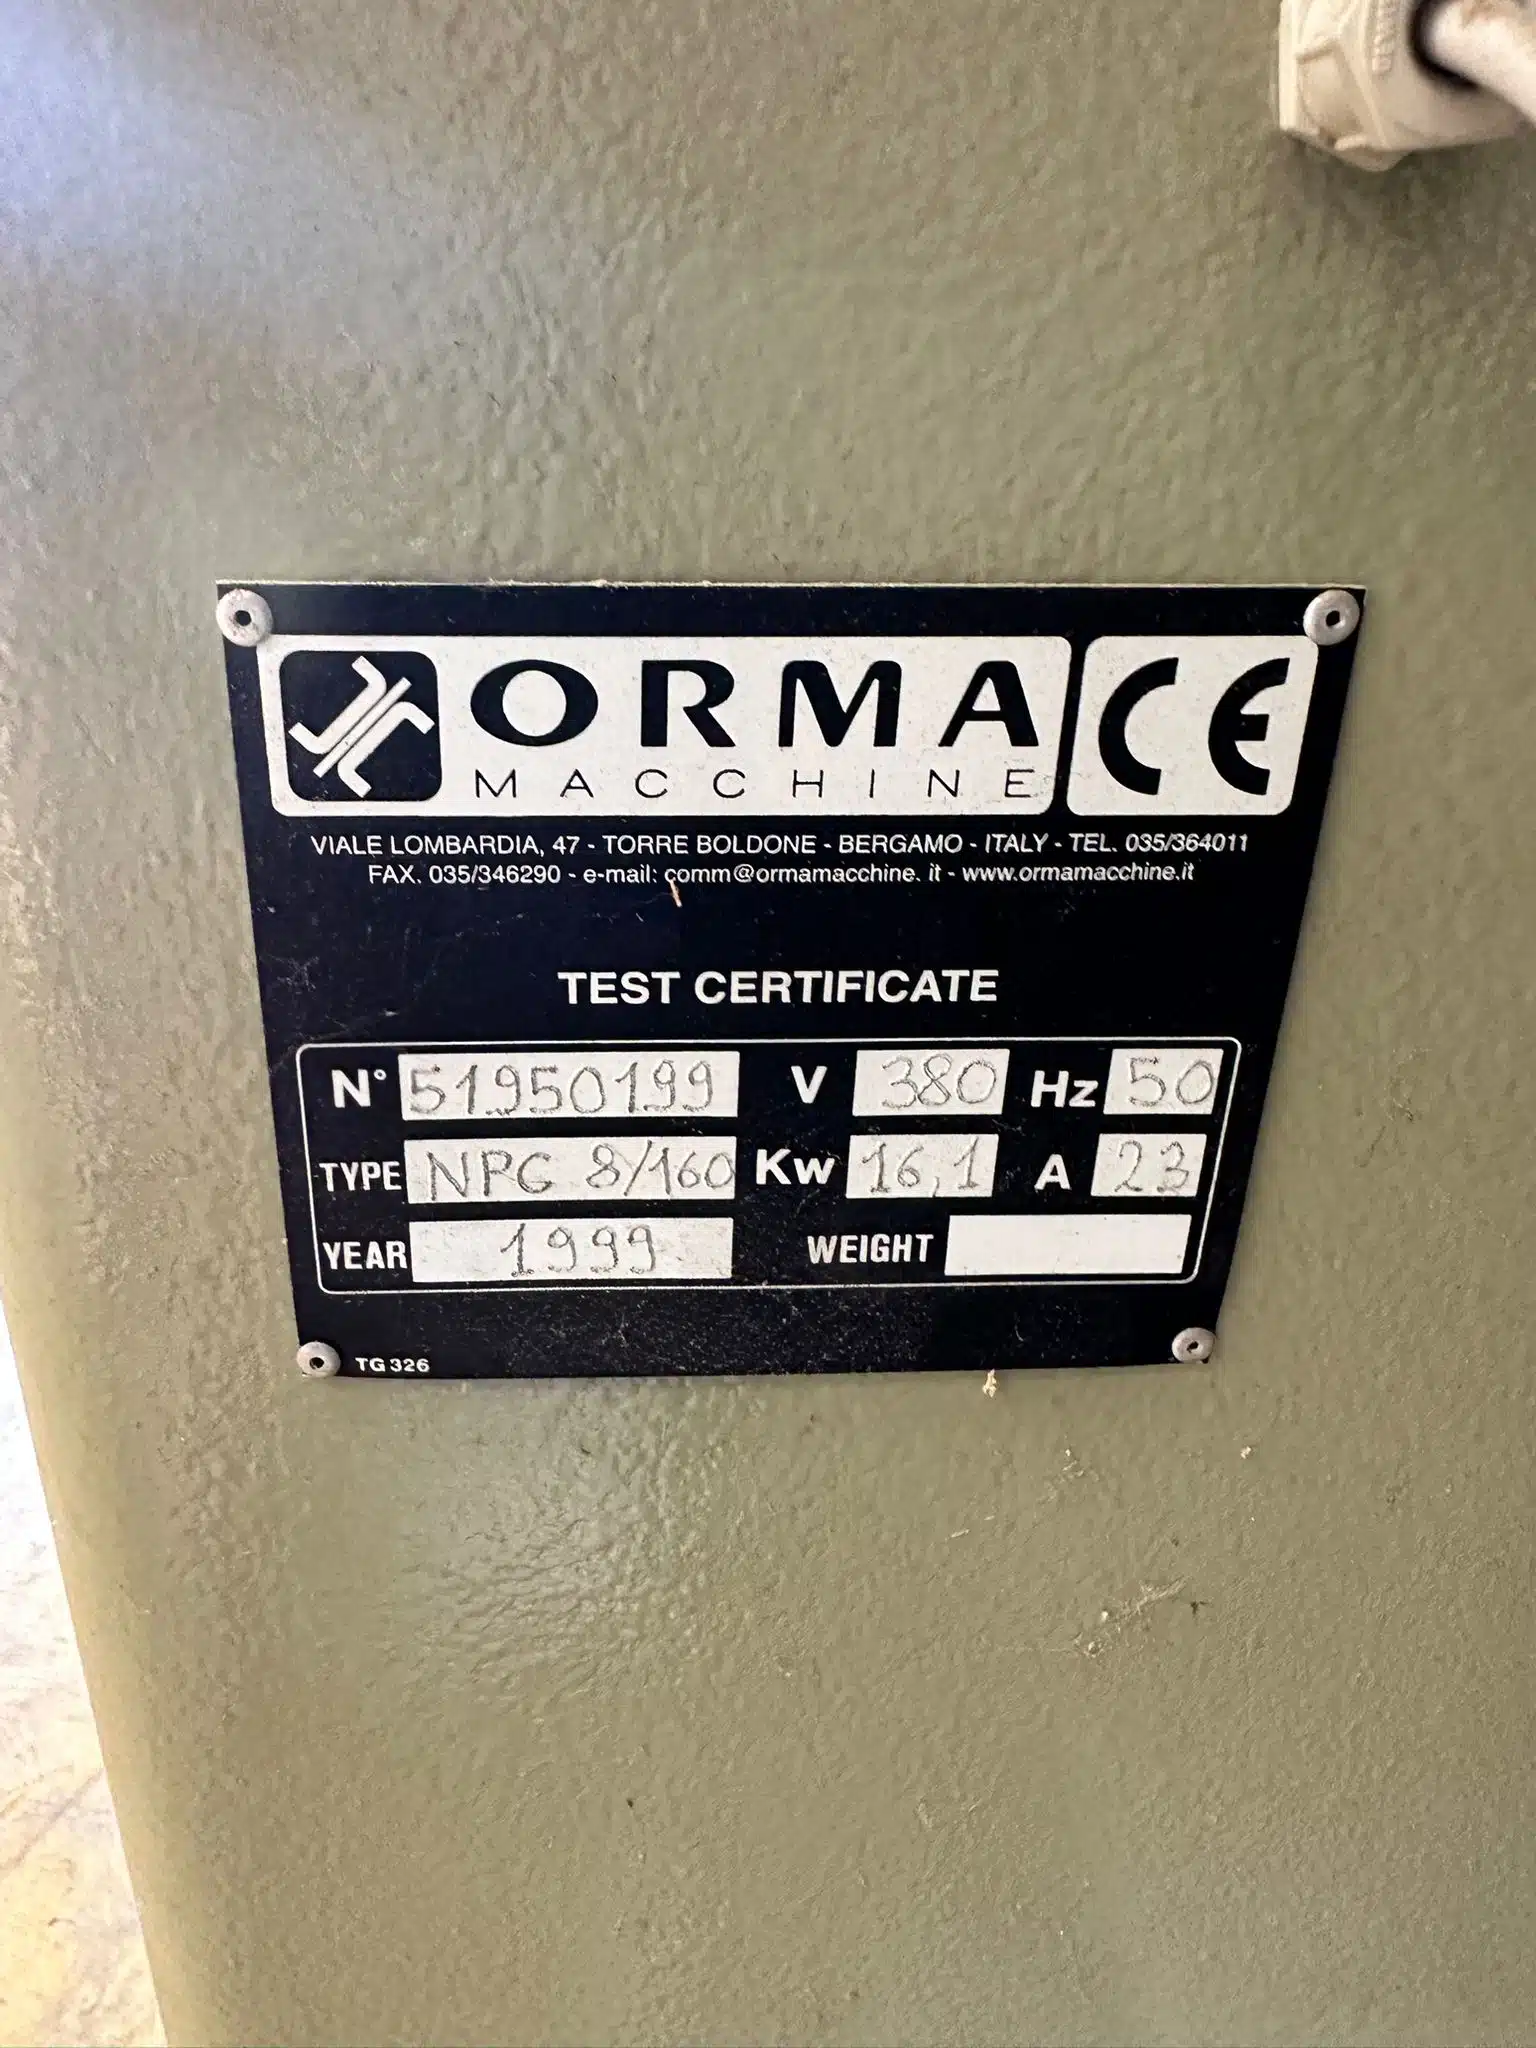 ORMA CE
MACCHINE
VIALE LOMBARDIA, 47 - TORRE BOLDONE - BERGAMO - ITALY - TEL. 035/364011
FAX. 035/346290 - e-mail: comm@ormamacchine. it - www.ormamacchine.it
TEST CERTIFICATE
N° 51950199 V 380 Hz 50
TYPE NPC 8/160 Kw 16,1 A 23
YEAR 1999 WEIGHT
TG 326